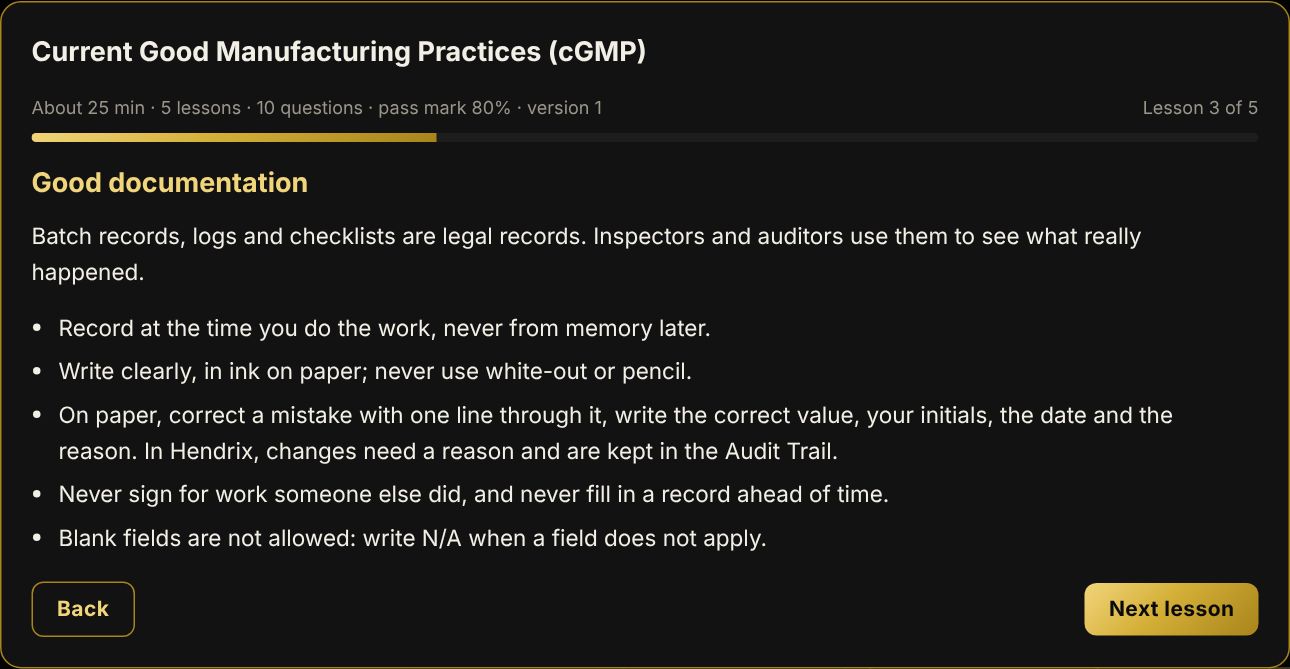 Current Good Manufacturing Practices (cGMP)
About 25 min · 5 lessons · 10 questions · pass mark 80% · version 1
Lesson 3 of 5
Good documentation
Batch records, logs and checklists are legal records. Inspectors and auditors use them to see what really
happened.
• Record at the time you do the work, never from memory later.
• Write clearly, in ink on paper; never use white-out or pencil.
• On paper, correct a mistake with one line through it, write the correct value, your initials, the date and the
reason. In Hendrix, changes need a reason and are kept in the Audit Trail.
• Never sign for work someone else did, and never fill in a record ahead of time.
• Blank fields are not allowed: write N/A when a field does not apply.
Back
Next lesson